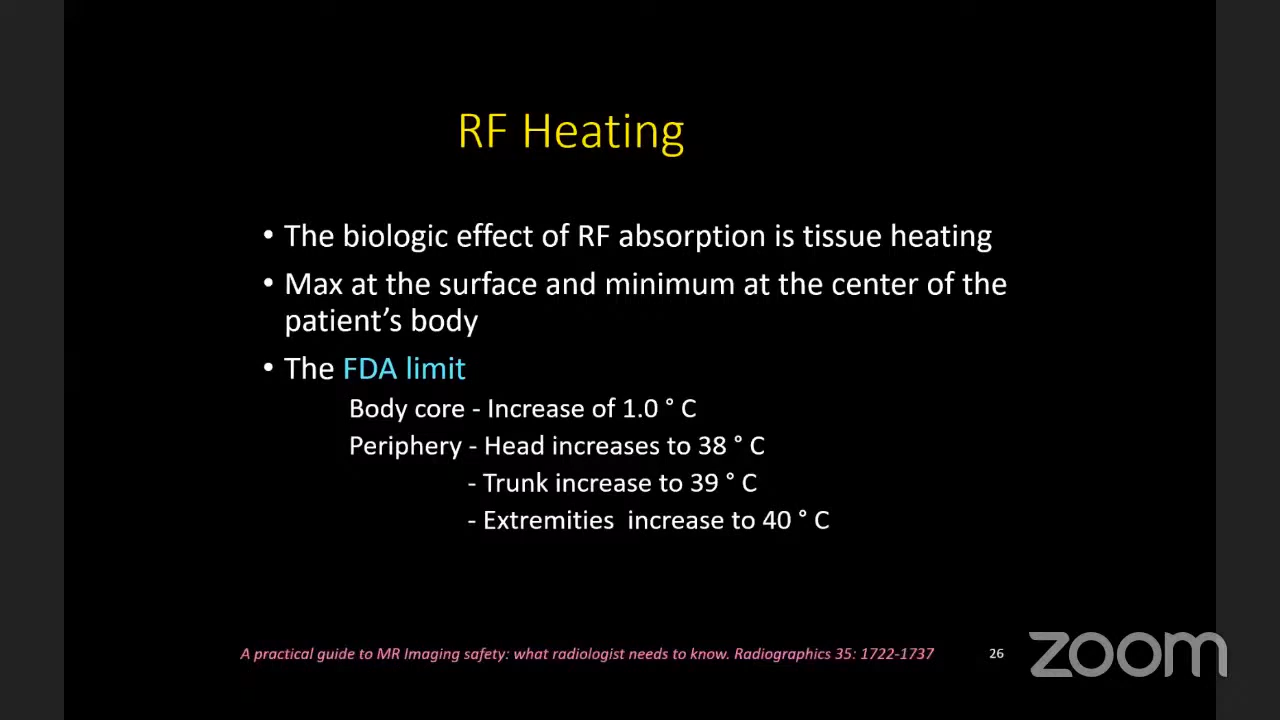 RF Heating
• The biologic effect of RF absorption is tissue heating
• Max at the surface and minimum at the center of the
patient’s body
• The FDA limit
Body core - Increase of 1.0 ° C
Periphery - Head increases to 38 ° C
- Trunk increase to 39 ° C
- Extremities  increase to 40 ° C
A practical guide to MR Imaging safety: what radiologist needs to know. Radiographics 35: 1722-1737
26
zoom